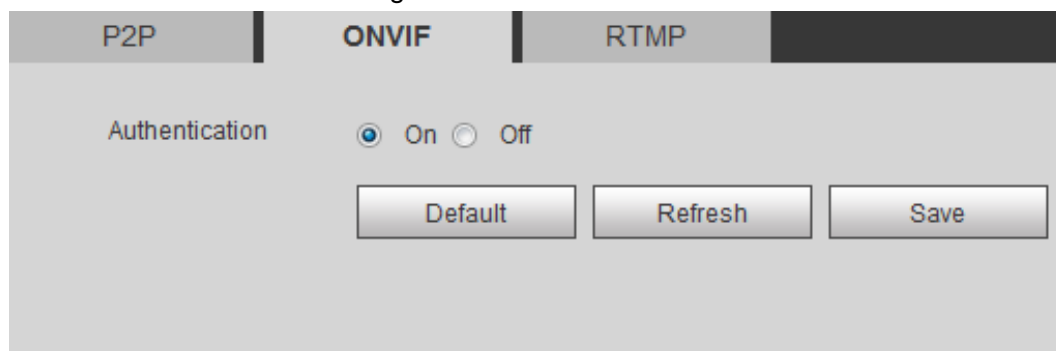 P2P ONVIF RTMP
Authentication On Off
Default Refresh Save